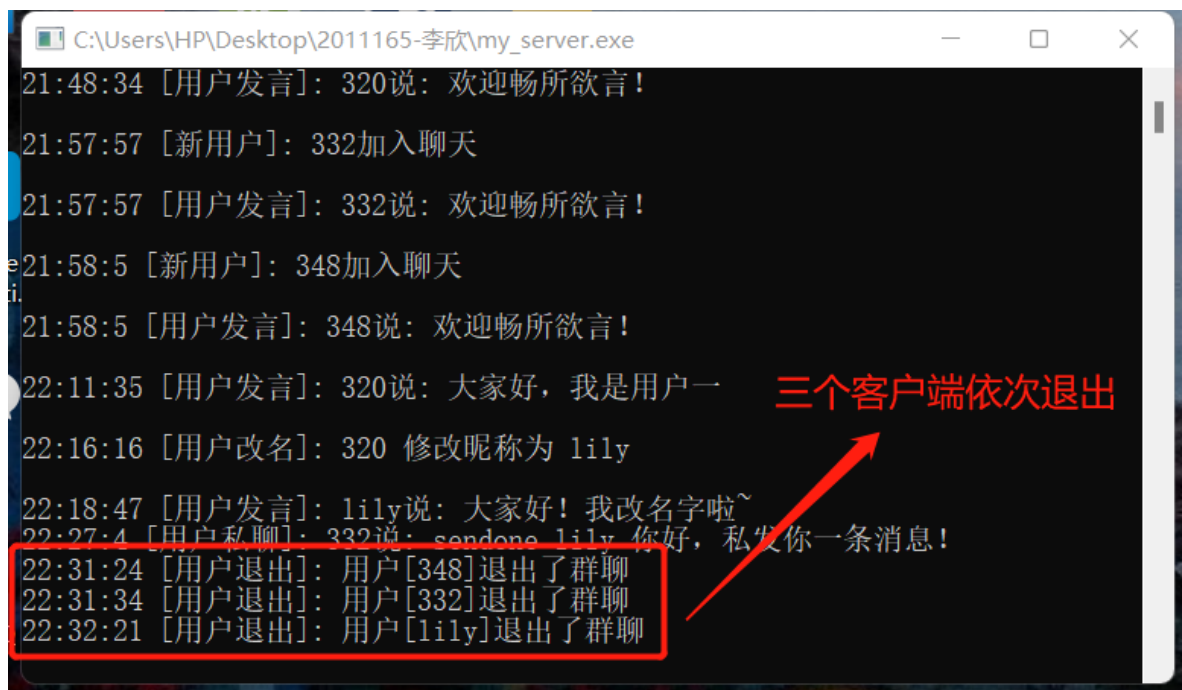 C:\Users\HP\Desktop\2011165-李欣\my_server.exe
21:48:34 [用户发言]: 320说: 欢迎畅所欲言!
21:57:57 [新用户]: 332加入聊天
21:57:57 [用户发言]: 332说: 欢迎畅所欲言!
21:58:5 [新用户]: 348加入聊天
21:58:5 [用户发言]: 348说: 欢迎畅所欲言!
22:11:35 [用户发言]: 320说: 大家好，我是用户一
三个客户端依次退出
22:16:16 [用户改名]: 320 修改昵称为 lily
22:18:47 [用户发言]: lily说: 大家好! 我改名字啦~
22:27:4 [用户私聊]: 332说: sendone lily 你好，私发你一条消息!
22:31:24 [用户退出]: 用户[348]退出了群聊
22:31:34 [用户退出]: 用户[332]退出了群聊
22:32:21 [用户退出]: 用户[lily]退出了群聊